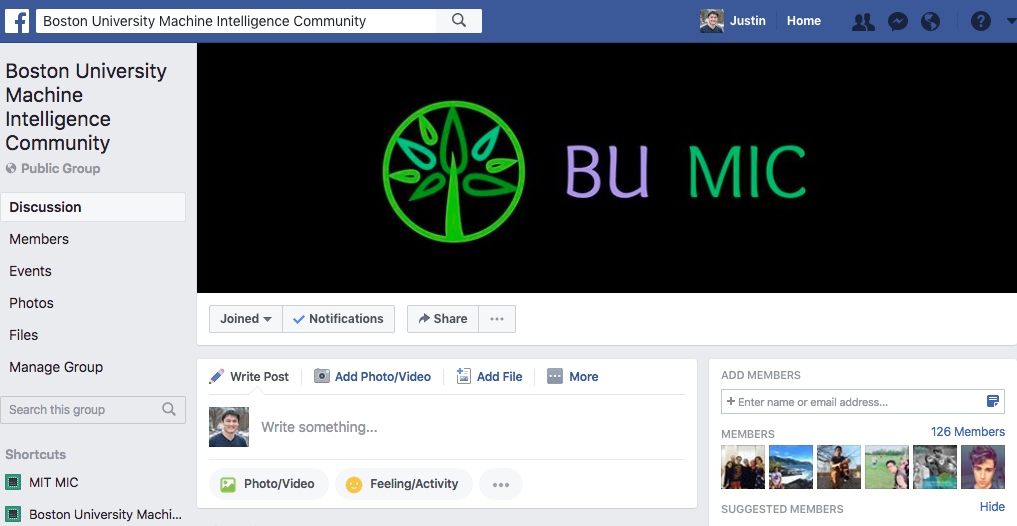 Boston University Machine Intelligence Community
Justin
Home
Boston University
Machine
Intelligence
Community
Public Group
Discussion
Members
Events
Photos
Files
Manage Group
Search this group
Shortcuts
MIT MIC
Boston University Machi...
BU MIC
Joined
Notifications
Share
Write Post
Add Photo/Video
Add File
More
Write something...
Photo/Video
Feeling/Activity
ADD MEMBERS
+ Enter name or email address...
MEMBERS
126 Members
SUGGESTED MEMBERS
Hide